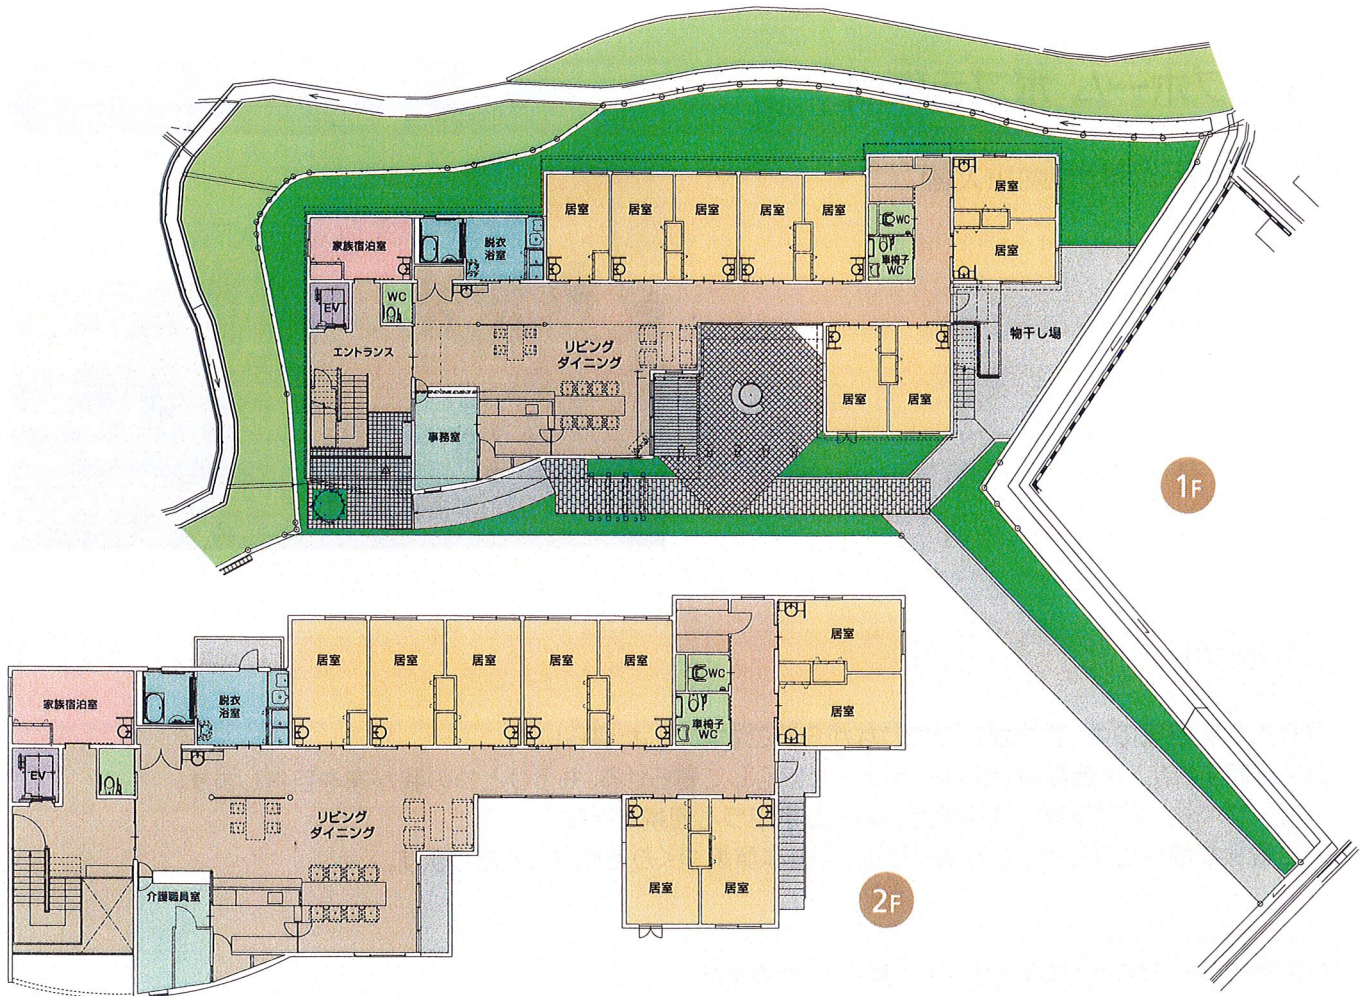 居室
居室
居室
居室
居室
居室
居室
WC
車椅子
WC
家族宿泊室
脱衣
浴室
EV
WC
エントランス
リビング
ダイニング
物干し場
居室
居室
事務室
1F
居室
居室
居室
居室
居室
居室
居室
WC
車椅子
WC
家族宿泊室
脱衣
浴室
EV
リビング
ダイニング
介護職員室
居室
居室
2F